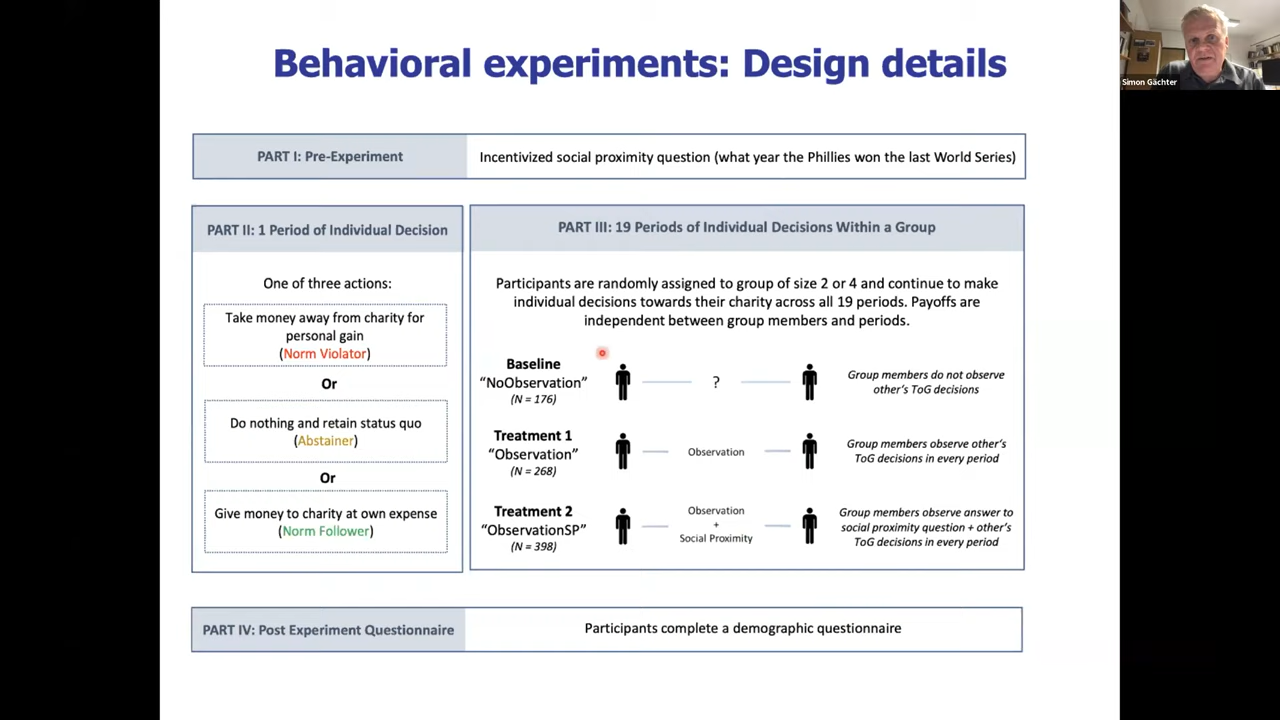 Behavioral experiments: Design details
Simon Gächter
PART I: Pre-Experiment
Incentivized social proximity question (what year the Phillies won the last World Series)
PART II: 1 Period of Individual Decision
One of three actions:
Take money away from charity for
personal gain
(Norm Violator)
Or
Do nothing and retain status quo
(Abstainer)
Or
Give money to charity at own expense
(Norm Follower)
PART III: 19 Periods of Individual Decisions Within a Group
Participants are randomly assigned to group of size 2 or 4 and continue to make
individual decisions towards their charity across all 19 periods. Payoffs are
independent between group members and periods.
Baseline
“NoObservation”
(N = 176)
?
Group members do not observe
other’s ToG decisions
Treatment 1
“Observation”
(N = 268)
Observation
Group members observe other’s
ToG decisions in every period
Treatment 2
“ObservationSP”
(N = 398)
Observation
+
Social Proximity
Group members observe answer to
social proximity question + other’s
ToG decisions in every period
PART IV: Post Experiment Questionnaire
Participants complete a demographic questionnaire